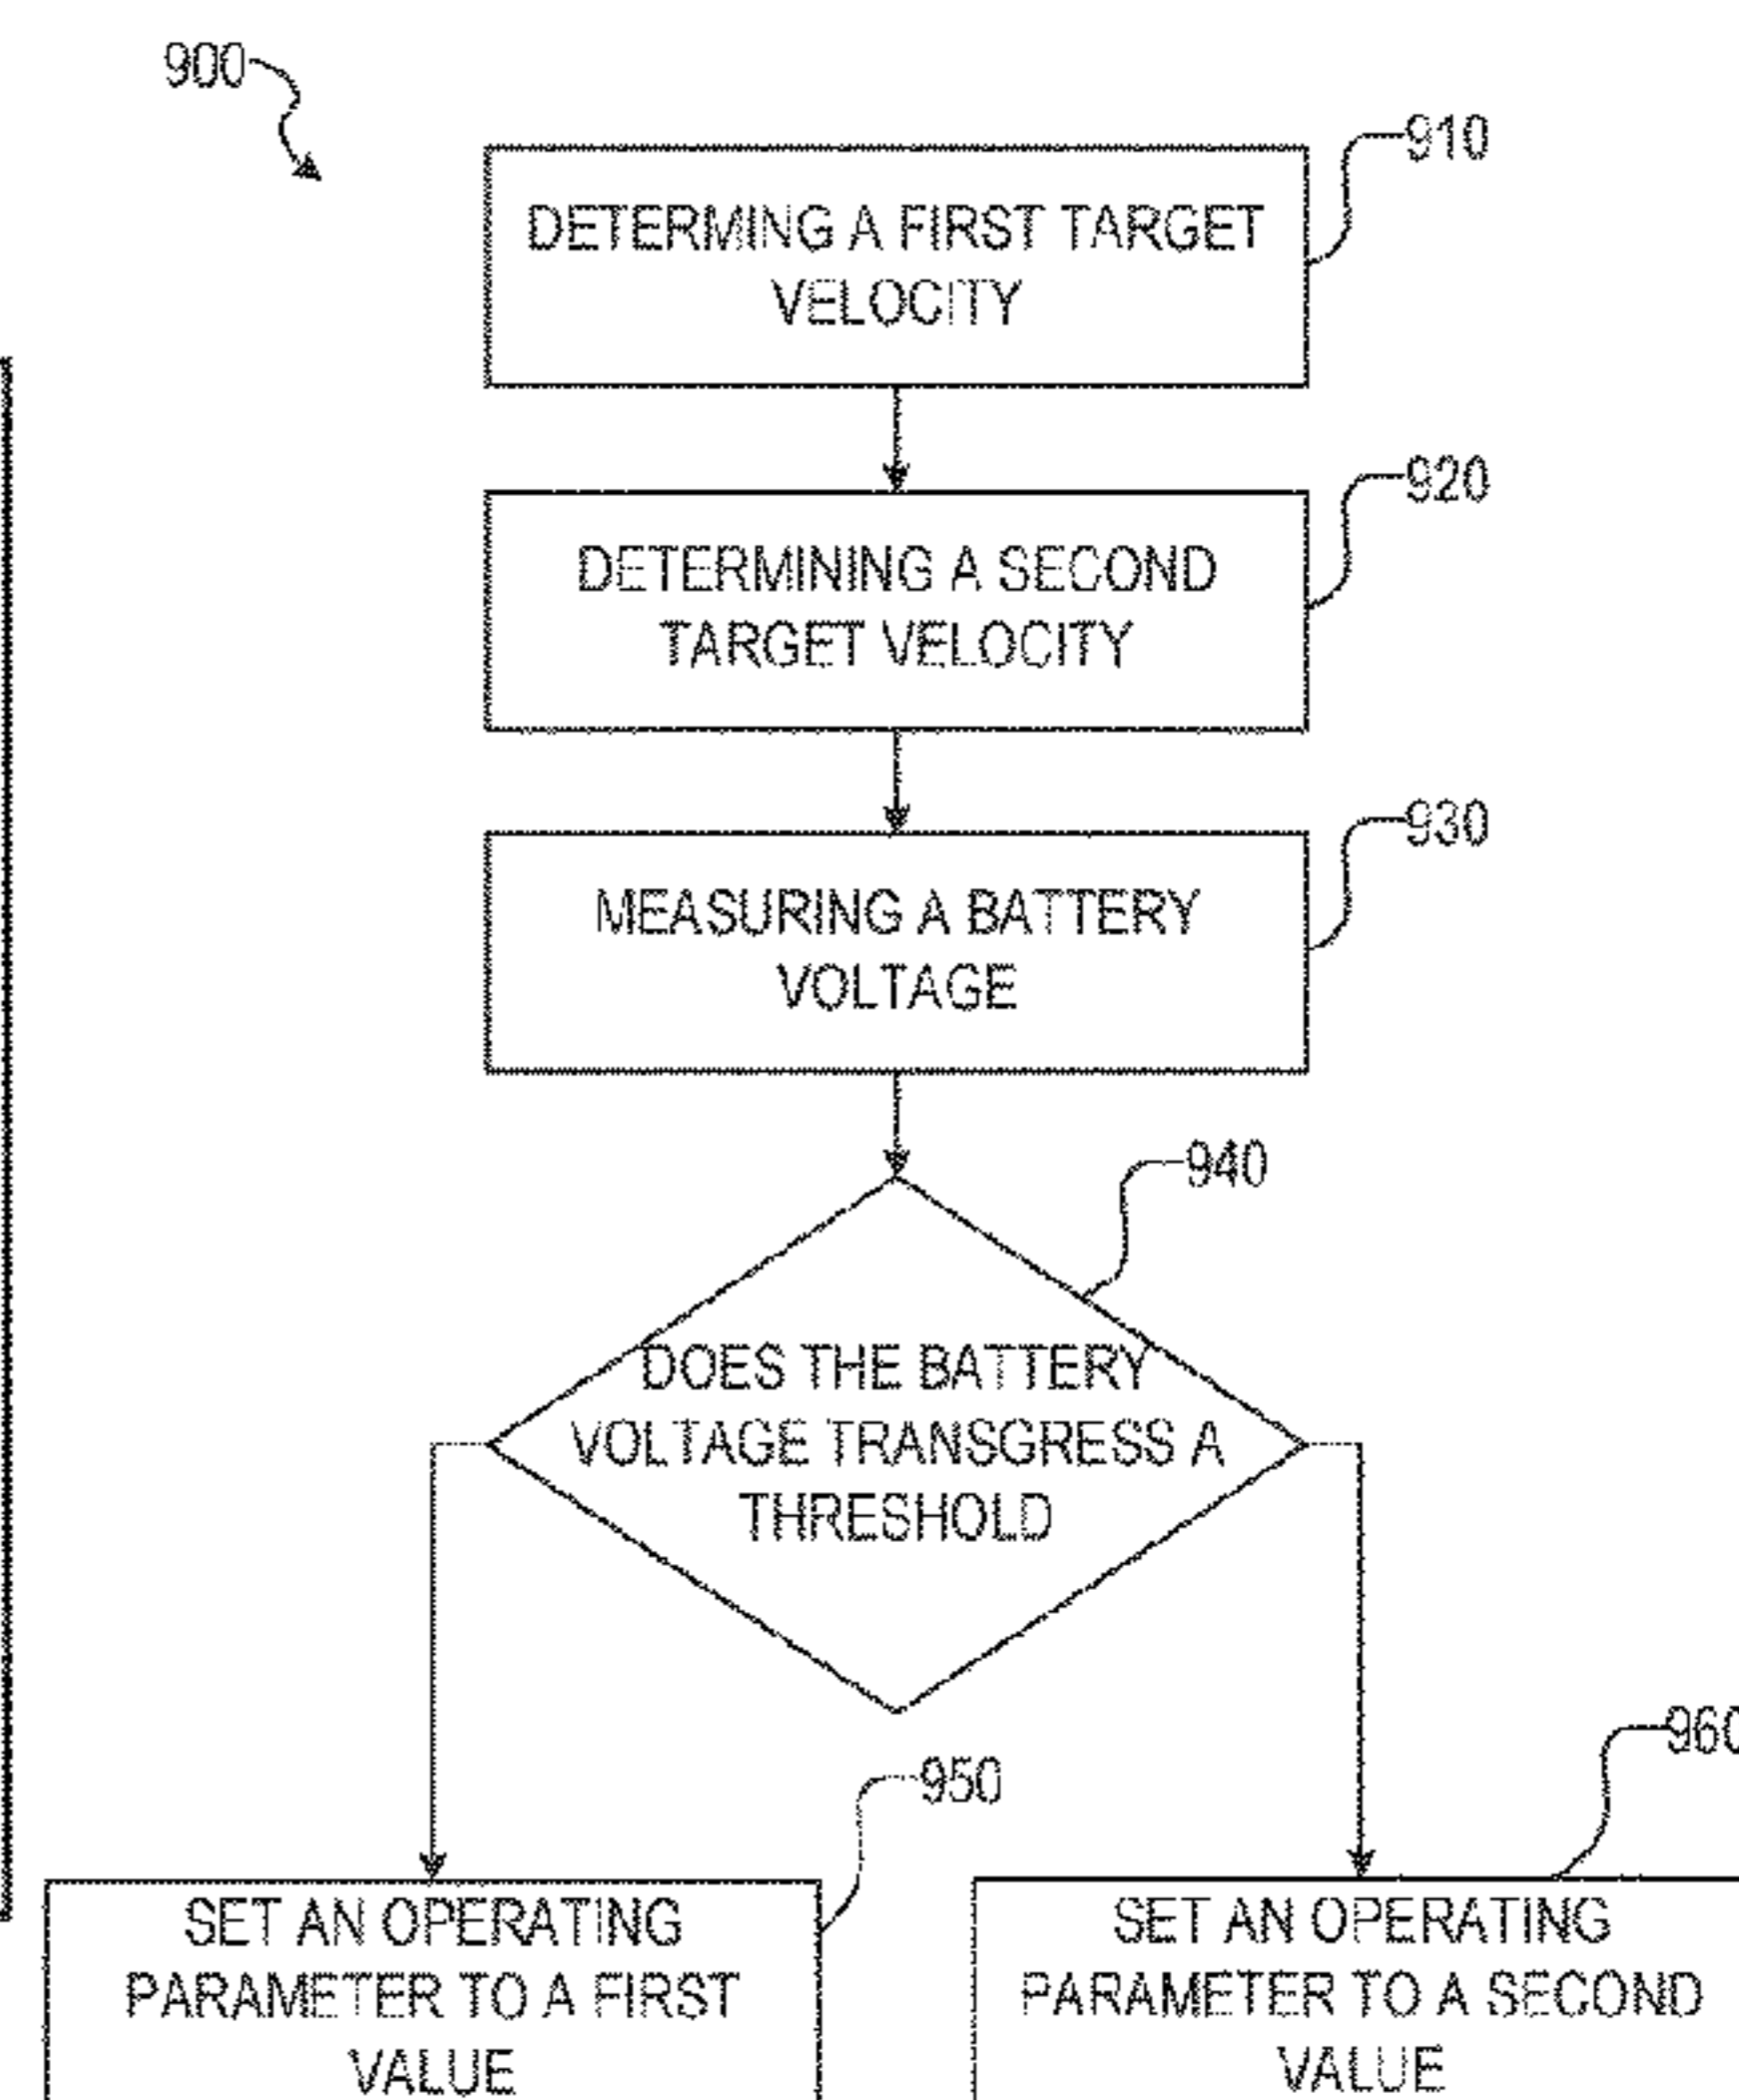 900
910
DETERMING A FIRST TARGET
VELOCITY
920
DETERMINING A SECOND
TARGET VELOCITY
930
MEASURING A BATTERY
VOLTAGE
940
DOES THE BATTERY
VOLTAGE TRANSGRESS A
THRESHOLD
950
SET AN OPERATING
PARAMETER TO A FIRST
VALUE
960
SET AN OPERATING
PARAMETER TO A SECOND
VALUE